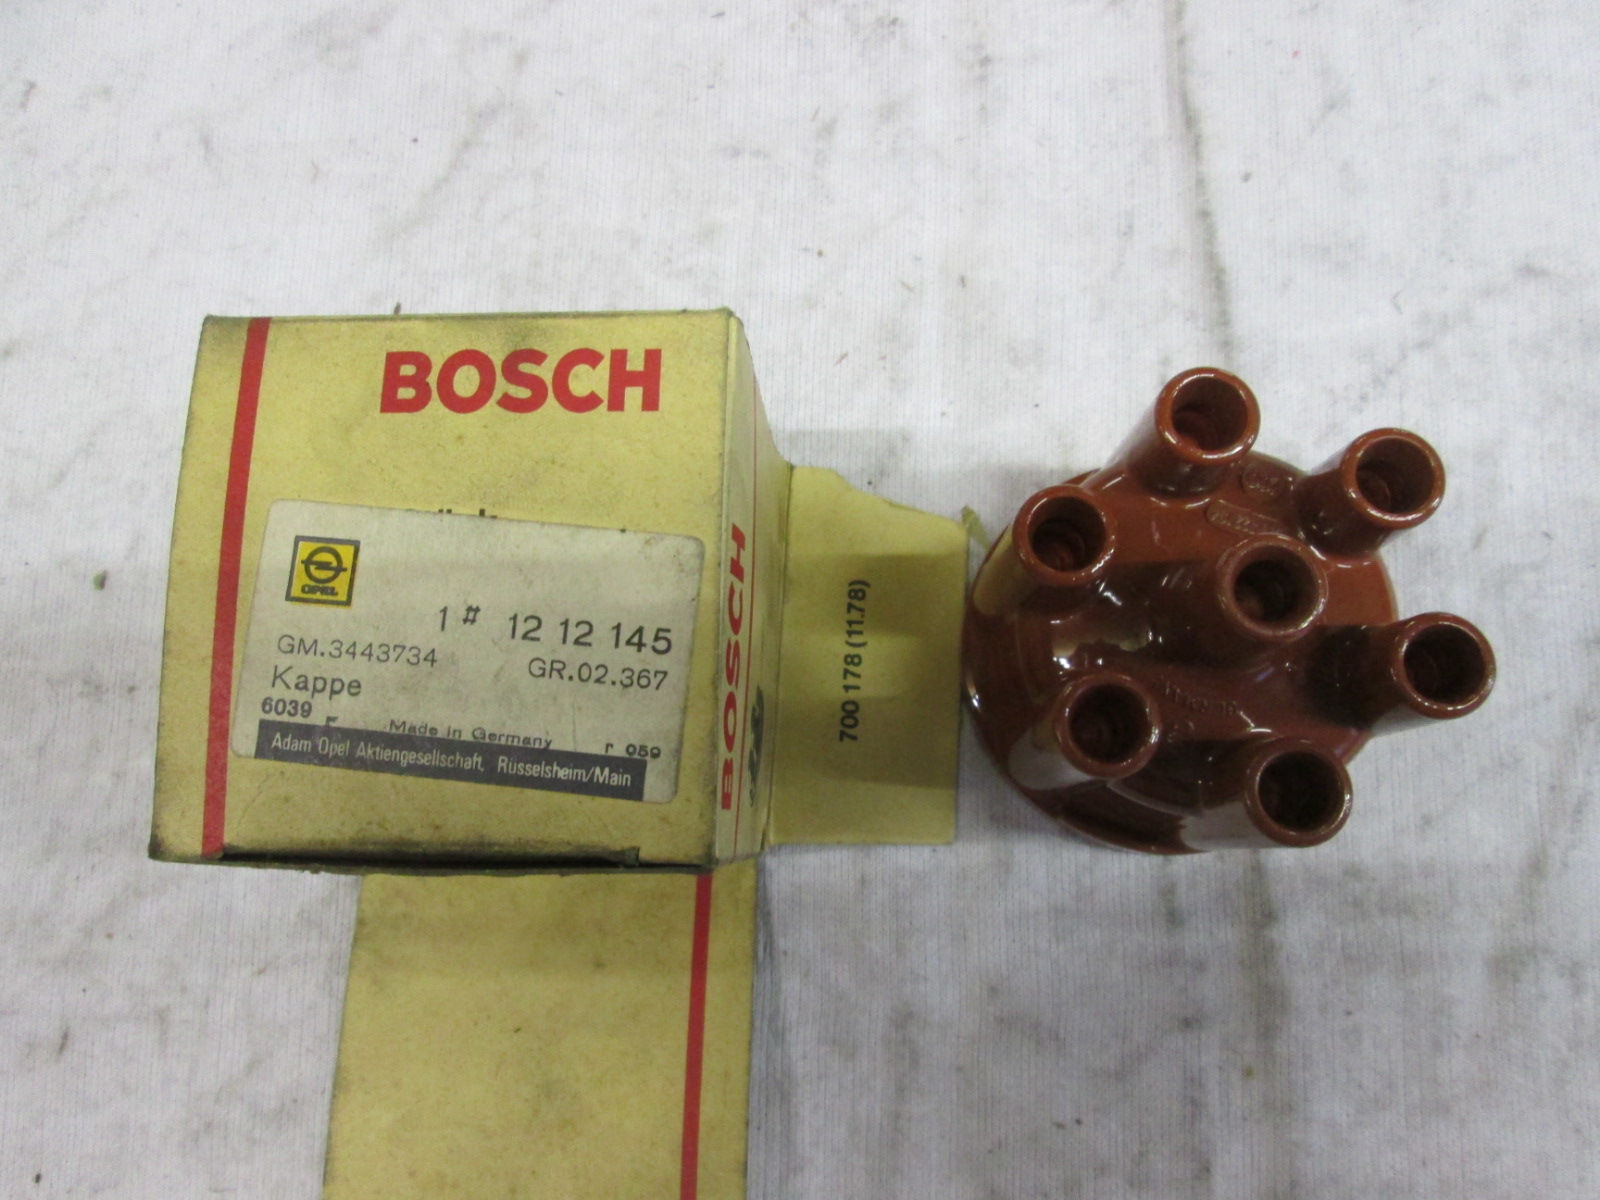 BOSCH
OPEL
1 # 12 12 145
GM.3443734
GR.02.367
Kappe
6039
Made in Germany
r 059
Adam Opel Aktiengesellschaft, Rüsselsheim/Main
BOSCH
700 178 (11.78)